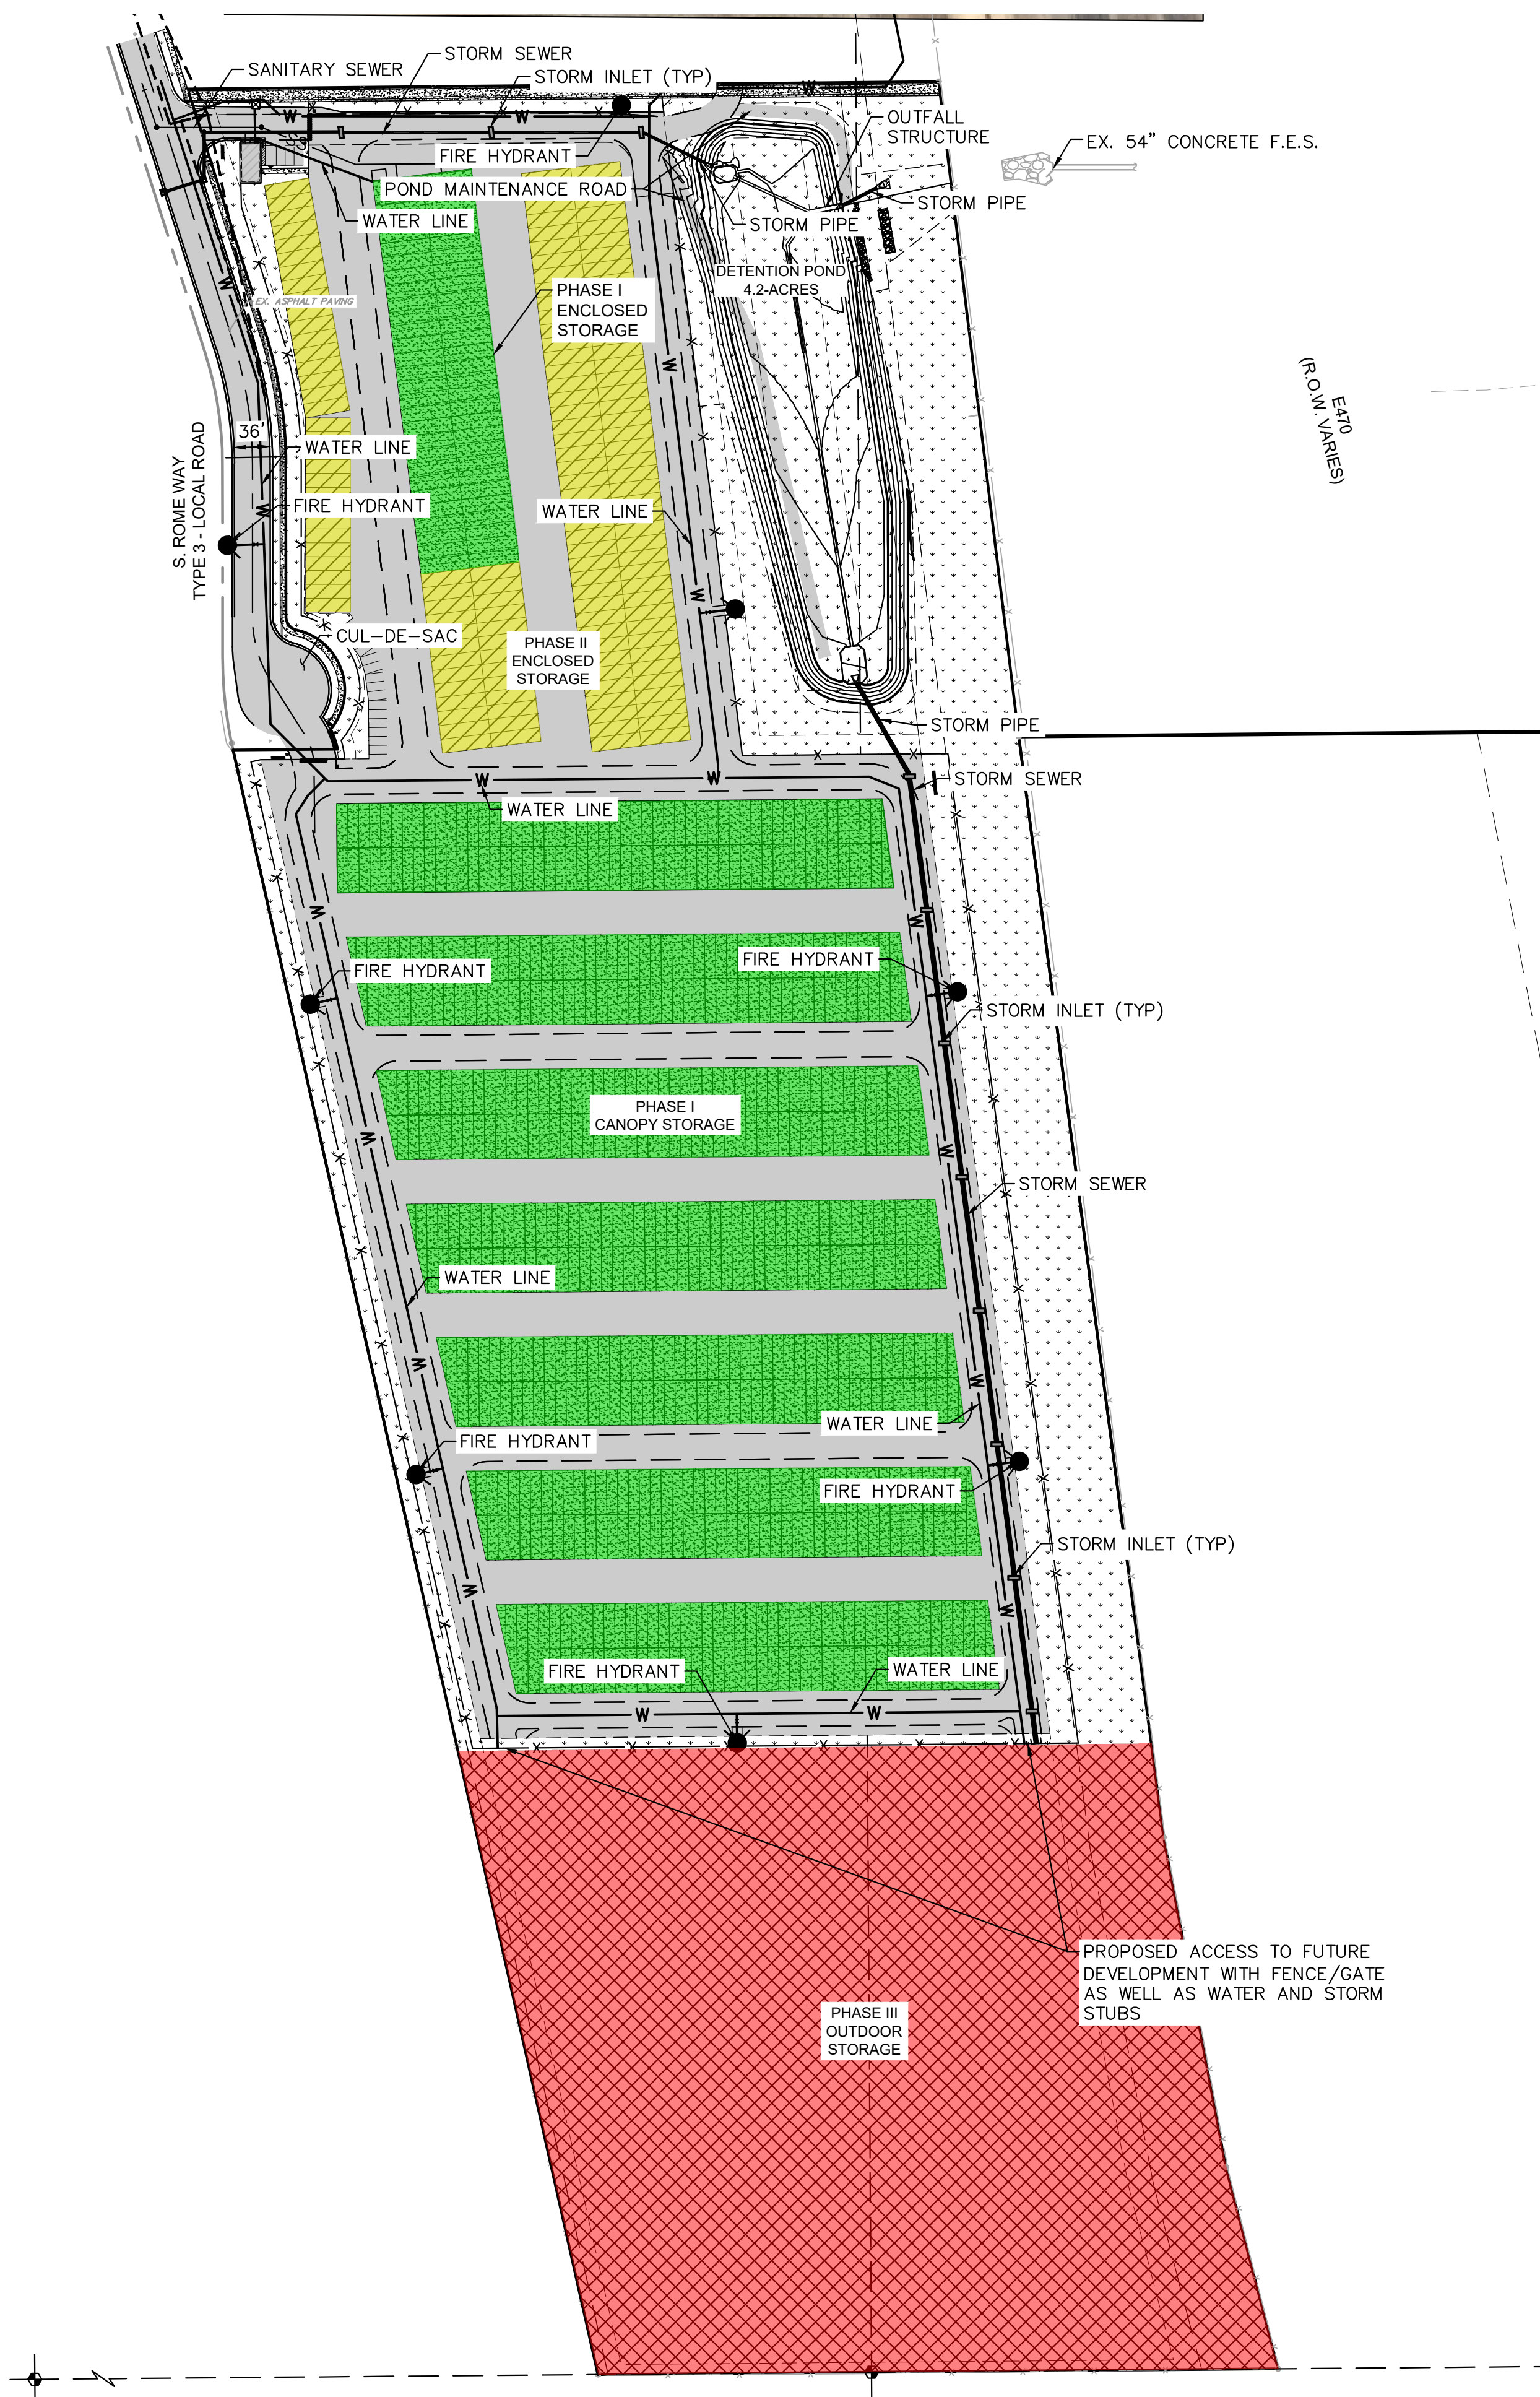 STORM SEWER
SANITARY SEWER
STORM INLET (TYP)
W
W
W
OUTFALL
STRUCTURE
EX. 54" CONCRETE F.E.S.
FIRE HYDRANT
POND MAINTENANCE ROAD
STORM PIPE
WATER LINE
STORM PIPE
DETENTION POND
4.2-ACRES
W
PHASE I
ENCLOSED
STORAGE
EX. ASPHALT PAVING
W
E470
(R.O.W. VARIES)
36'
WATER LINE
S. ROME WAY
TYPE 3 - LOCAL ROAD
FIRE HYDRANT
W
WATER LINE
W
CUL-DE-SAC
PHASE II
ENCLOSED
STORAGE
STORM PIPE
W
W
STORM SEWER
WATER LINE
W
W
FIRE HYDRANT
FIRE HYDRANT
STORM INLET (TYP)
PHASE I
CANOPY STORAGE
W
W
STORM SEWER
WATER LINE
W
W
WATER LINE
FIRE HYDRANT
FIRE HYDRANT
STORM INLET (TYP)
W
W
FIRE HYDRANT
WATER LINE
W
W
PROPOSED ACCESS TO FUTURE
DEVELOPMENT WITH FENCE/GATE
AS WELL AS WATER AND STORM
STUBS
PHASE III
OUTDOOR
STORAGE